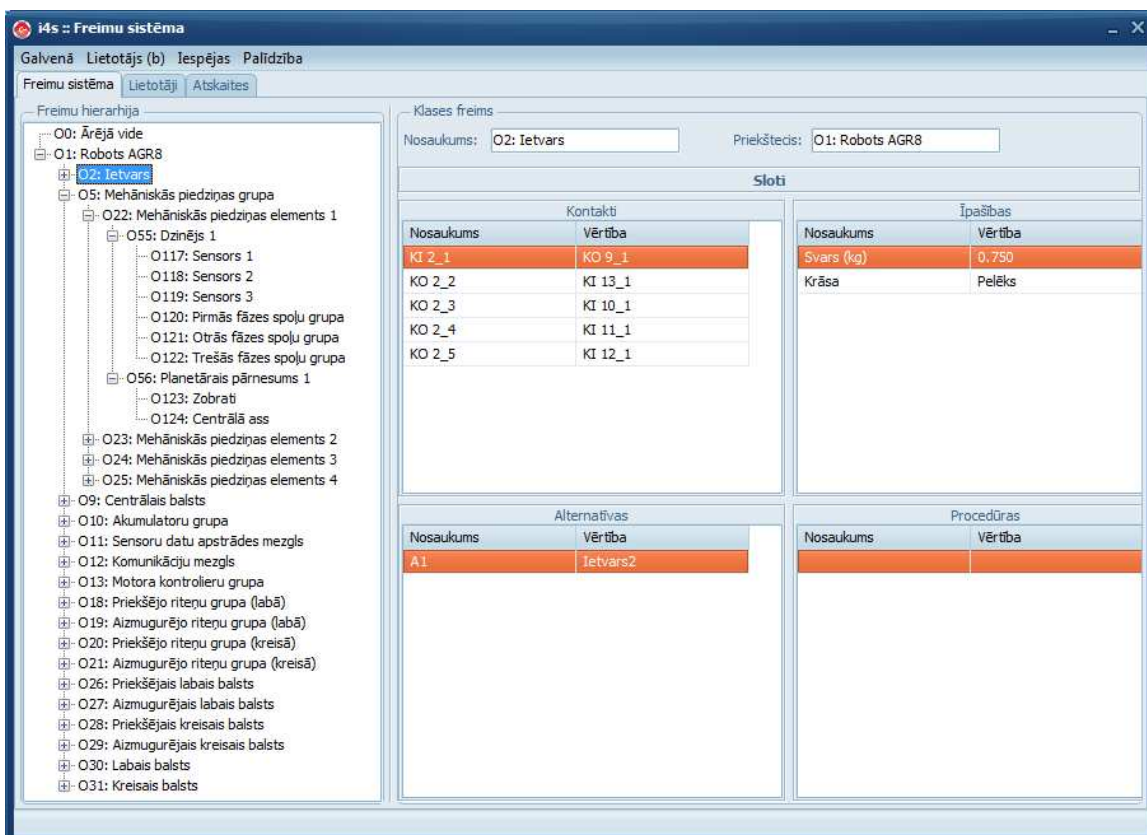 i4s :: Freimu sistēma
Galvenā Lietotājs (b) Iespējas Palīdzība
Freimu sistēma Lietotāji Atskaites
Freimu hierarhija
O0: Ārējā vide
O1: Robots AGR8
O2: Ietvars
O5: Mehāniskās piedziņas grupa
O22: Mehāniskās piedziņas elements 1
O55: Dzinējs 1
O117: Sensors 1
O118: Sensors 2
O119: Sensors 3
O120: Pirmās fāzes spoļu grupa
O121: Otrās fāzes spoļu grupa
O122: Trešās fāzes spoļu grupa
O56: Planetārais pārnesums 1
O123: Zobrati
O124: Centrālā ass
O23: Mehāniskās piedziņas elements 2
O24: Mehāniskās piedziņas elements 3
O25: Mehāniskās piedziņas elements 4
O9: Centrālais balsts
O10: Akumulatoru grupa
O11: Sensoru datu apstrādes mezgls
O12: Komunikāciju mezgls
O13: Motora kontrolieru grupa
O18: Priekšējo riteņu grupa (labā)
O19: Aizmugurējo riteņu grupa (labā)
O20: Priekšējo riteņu grupa (kreisā)
O21: Aizmugurējo riteņu grupa (kreisā)
O26: Priekšējais labais balsts
O27: Aizmugurējais labais balsts
O28: Priekšējais kreisais balsts
O29: Aizmugurējais kreisais balsts
O30: Labais balsts
O31: Kreisais balsts
Klases freims
Nosaukums: O2: Ietvars Priekštecis: O1: Robots AGR8
Sloti
Kontakti
Nosaukums Vērtība
KI 2_1 KO 9_1
KO 2_2 KI 13_1
KO 2_3 KI 10_1
KO 2_4 KI 11_1
KO 2_5 KI 12_1
Īpašības
Nosaukums Vērtība
Svars (kg) 0.750
Krāsa Pelēks
Alternatīvas
Nosaukums Vērtība
A1 Ietvars2
Procedūras
Nosaukums Vērtība